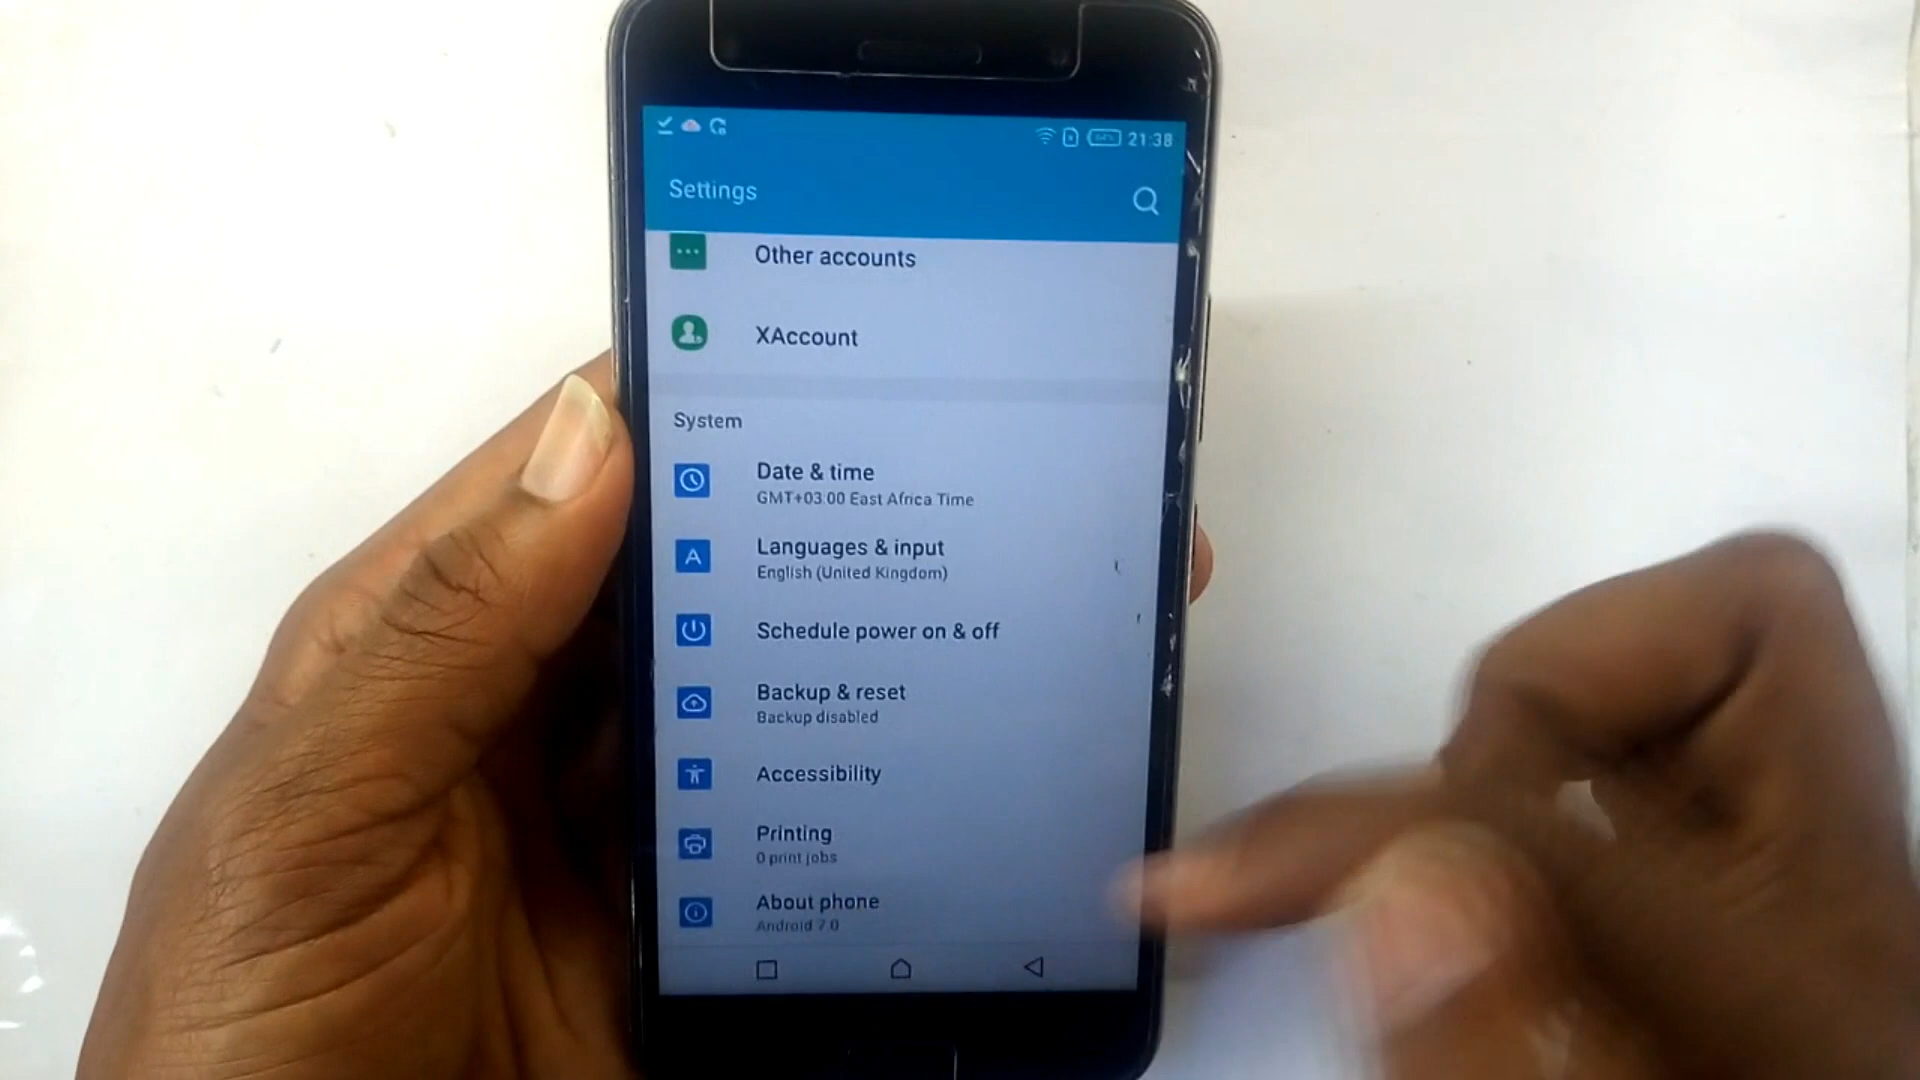 21:38
Settings
Other accounts
XAccount
System
Date & time
GMT+03:00 East Africa Time
Languages & input
English (United Kingdom)
Schedule power on & off
Backup & reset
Backup disabled
Accessibility
Printing
0 print jobs
About phone
Android 7.0